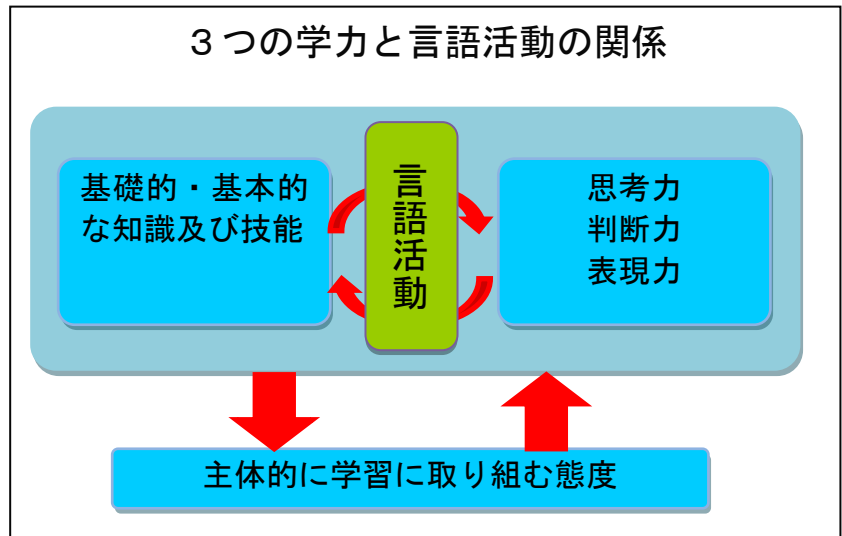 ３つの学力と言語活動の関係
基礎的・基本的
な知識及び技能
言語活動
思考力
判断力
表現力
主体的に学習に取り組む態度